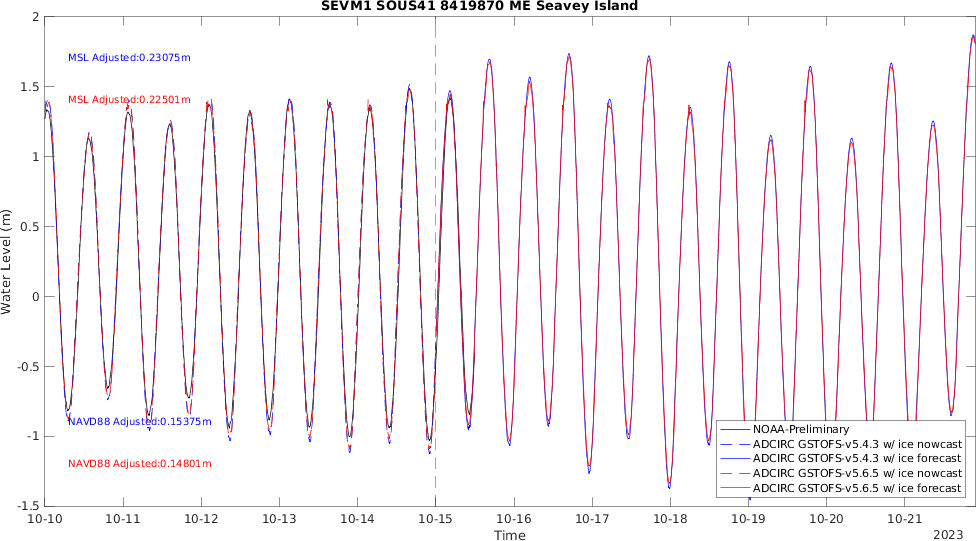 SEVM1 SOUS41 8419870 ME Seavey Island
2
1.5
1
0.5
0
-0.5
-1
-1.5
Water Level (m)
MSL Adjusted:0.23075m
MSL Adjusted:0.22501m
NAVD88 Adjusted:0.15375m
NAVD88 Adjusted:0.14801m
NOAA-Preliminary
ADCIRC GSTOFS-v5.4.3 w/ ice nowcast
ADCIRC GSTOFS-v5.4.3 w/ ice forecast
ADCIRC GSTOFS-v5.6.5 w/ ice nowcast
ADCIRC GSTOFS-v5.6.5 w/ ice forecast
10-10 10-11 10-12 10-13 10-14 10-15 10-16 10-17 10-18 10-19 10-20 10-21
Time
2023